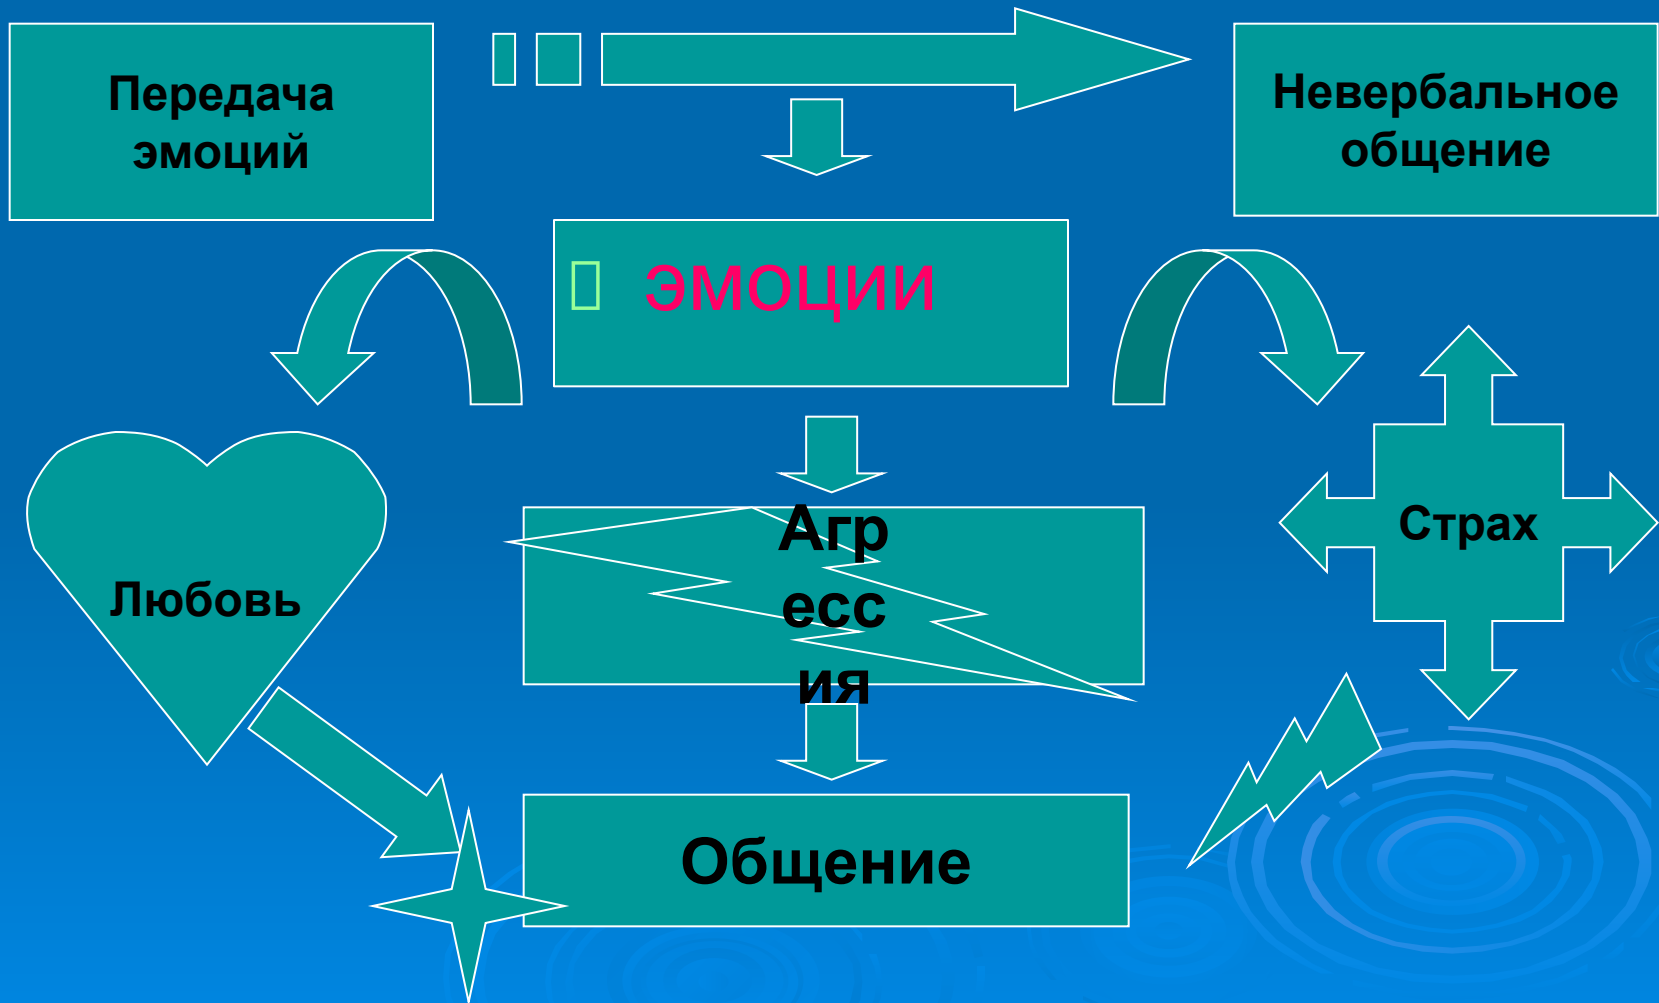 Передача
эмоций
Невербальное
общение
ЭМОЦИИ
Любовь
Агр
есс
ия
Страх
Общение